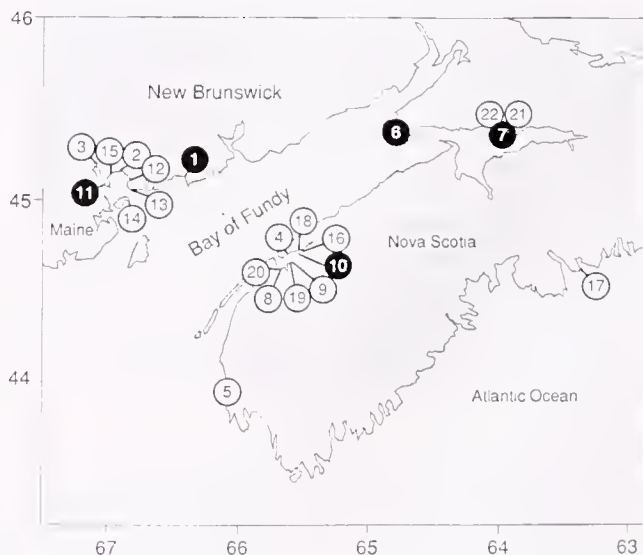 46
New Brunswick
22 21
6 7
3 15 2 12
1
11
45
13
Maine
14
Bay of Fundy
18
4 16
Nova Scotia
10
20
17
8 19 9
44
5
Atlantic Ocean
67 66 65 64 63